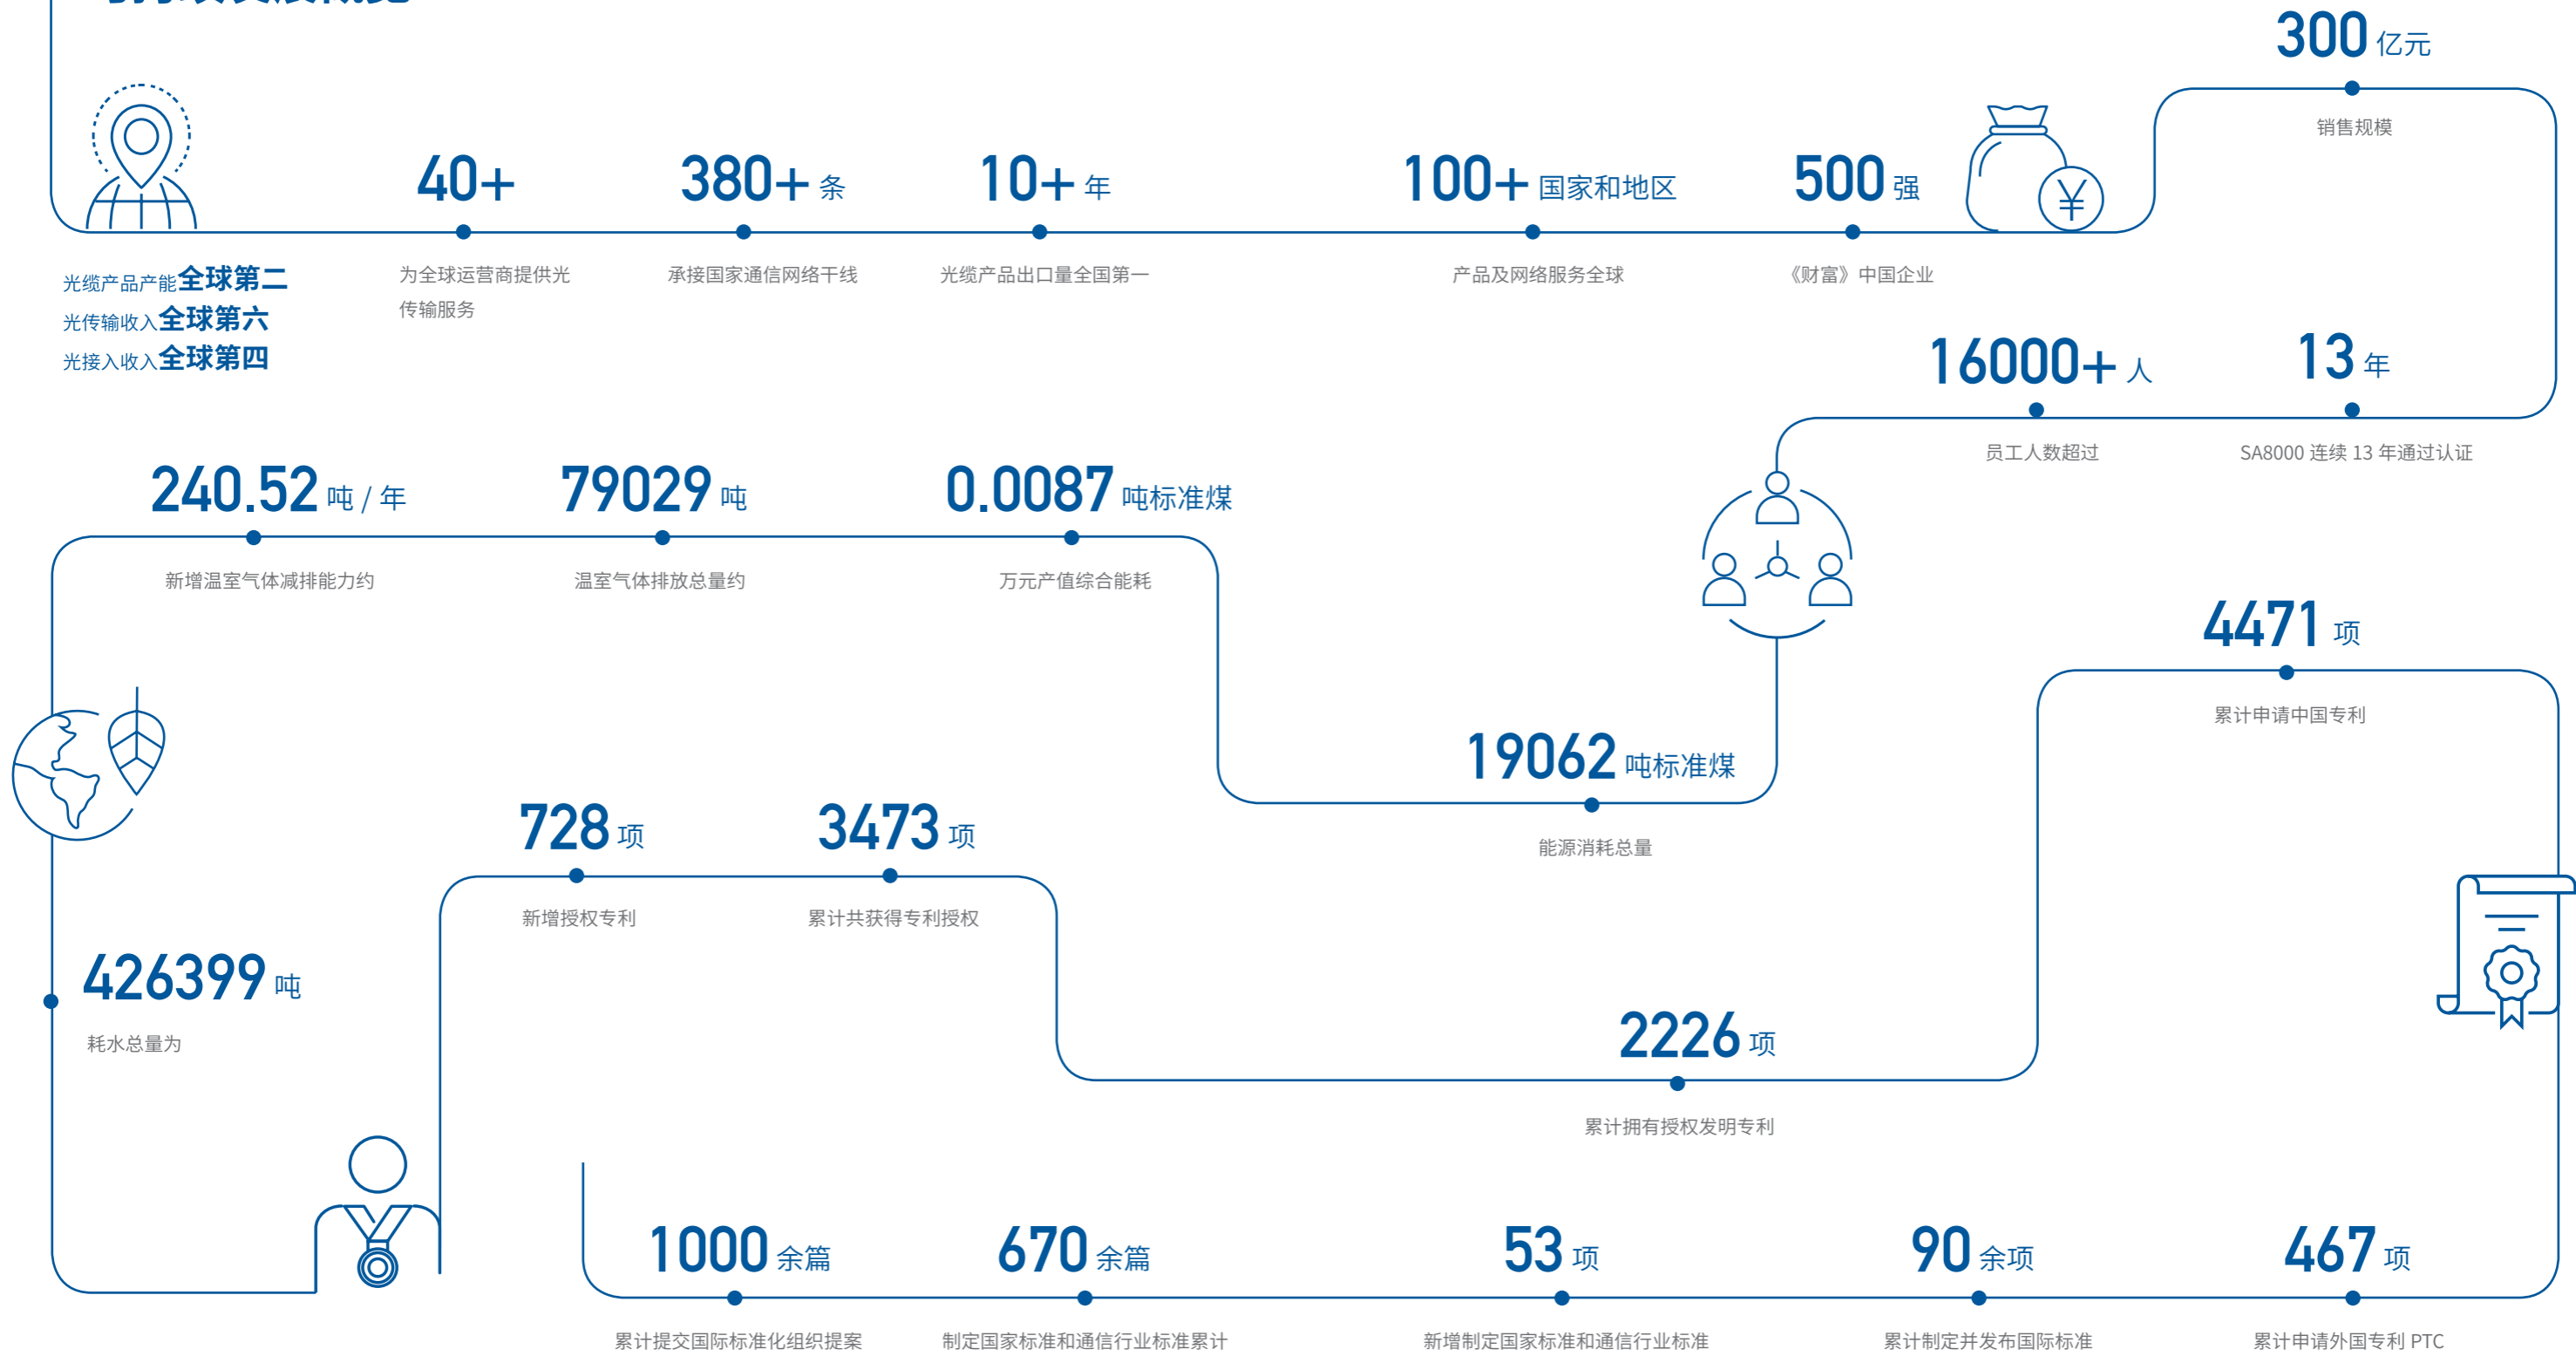 300 亿元
销售规模
40+
为全球运营商提供光
传输服务
380+ 条
承接国家通信网络干线
10+ 年
光缆产品出口量全国第一
100+ 国家和地区
产品及网络服务全球
500 强
《财富》中国企业
¥
光缆产品产能全球第二
光传输收入全球第六
光接入收入全球第四
16000+ 人
员工人数超过
13 年
SA8000 连续 13 年通过认证
240.52 吨 / 年
新增温室气体减排能力约
79029 吨
温室气体排放总量约
0.0087 吨标准煤
万元产值综合能耗
19062 吨标准煤
能源消耗总量
4471 项
累计申请中国专利
728 项
新增授权专利
3473 项
累计共获得专利授权
426399 吨
耗水总量为
2226 项
累计拥有授权发明专利
1000 余篇
累计提交国际标准化组织提案
670 余篇
制定国家标准和通信行业标准累计
53 项
新增制定国家标准和通信行业标准
90 余项
累计制定并发布国际标准
467 项
累计申请外国专利 PTC